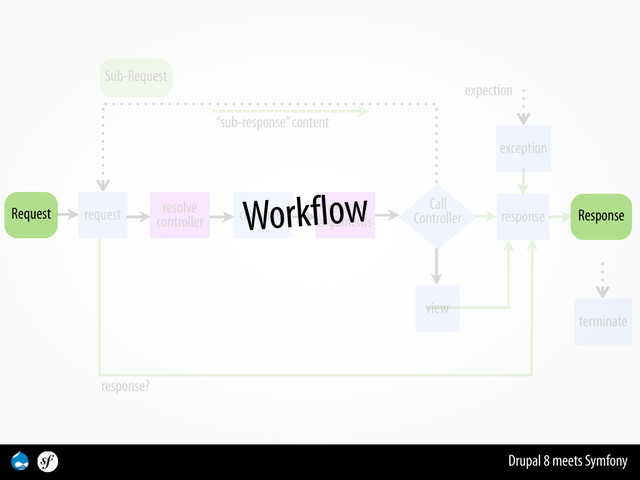 Sub-Request
expection
"sub-response" content
exception
Request
request
resolve
controller
Workflow
Call
Controller
response
Response
view
terminate
response?
sf
Drupal 8 meets Symfony